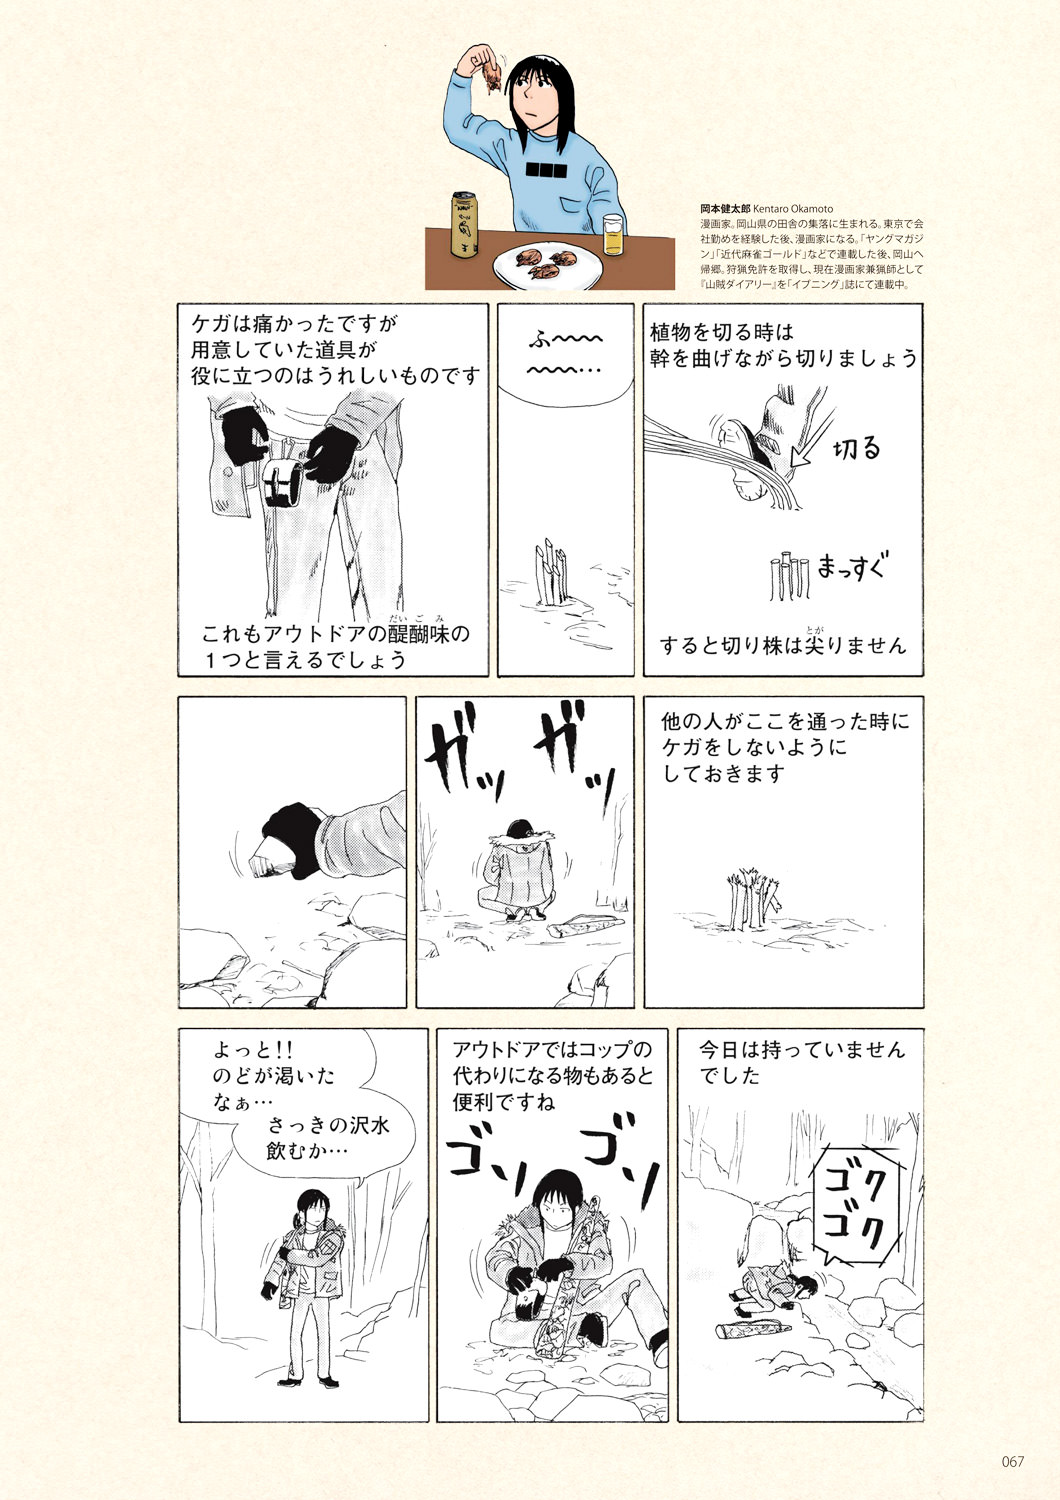 岡本健太郎 Kentaro Okamoto
漫画家。岡山県の田舎の集落に生まれる。東京で会
社勤めを経験した後、漫画家になる。「ヤングマガジ
ン」「近代麻雀ゴールド」などで連載した後、岡山へ
帰郷。狩猟免許を取得し、現在漫画家兼猟師として
『山賊ダイアリー』を「イブニング」誌にて連載中。
ケガは痛かったですが
用意していた道具が
役に立つのはうれしいものです
だいごみ
これもアウトドアの醍醐味の
1つと言えるでしょう
ふ〜〜〜
〜〜〜…
植物を切る時は
幹を曲げながら切りましょう
切る
まっすぐ
とが
すると切り株は尖りません
ガッ
ガッ
他の人がここを通った時に
ケガをしないように
しておきます
よっと!!
のどが渇いた
なぁ…
さっきの沢水
飲むか…
アウトドアではコップの
代わりになる物もあると
便利ですね
ゴソ
ゴソ
今日は持っていません
でした
ゴク
ゴク
067